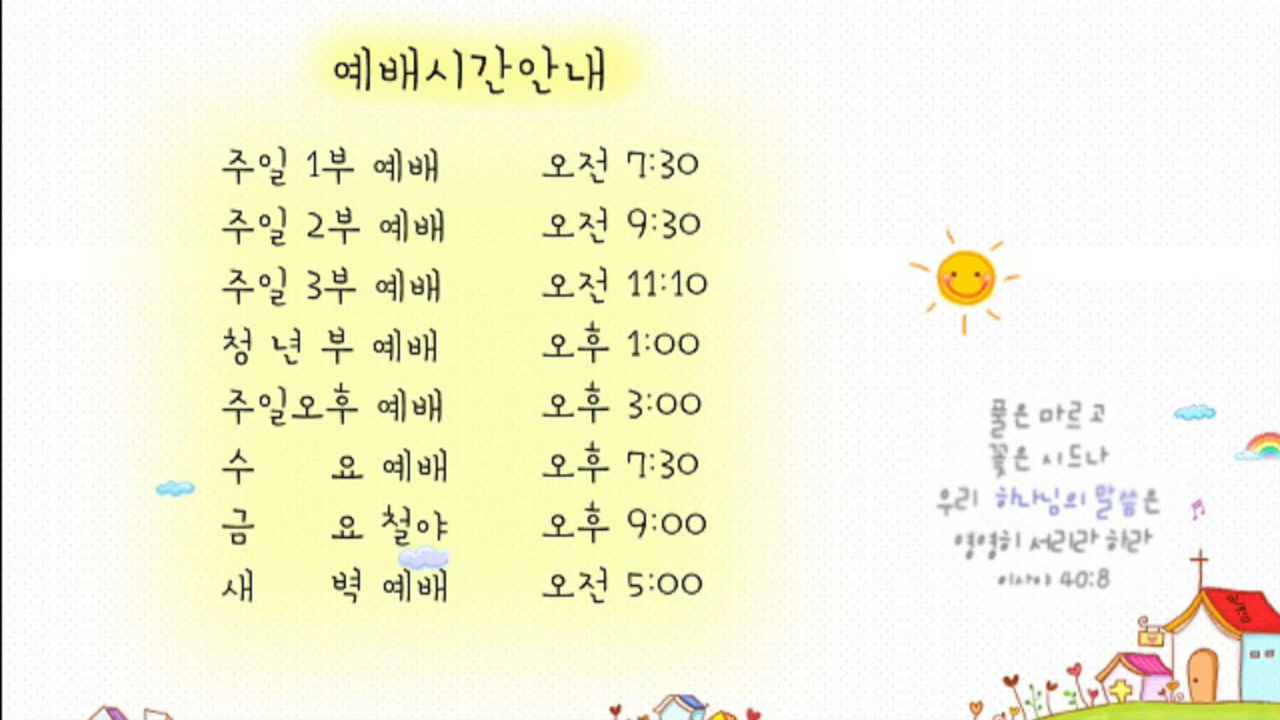 예배시간안내
주일 1부 예배 오전 7:30
주일 2부 예배 오전 9:30
주일 3부 예배 오전 11:10
청 년 부 예배 오후 1:00
주일오후 예배 오후 3:00
수 요 예배 오후 7:30
금 요 철야 오후 9:00
새 벽 예배 오전 5:00
풀은 마르고
꽃은 시드나
우리 하나님의 말씀은
영영히 서리라 하라
이사야 40:8